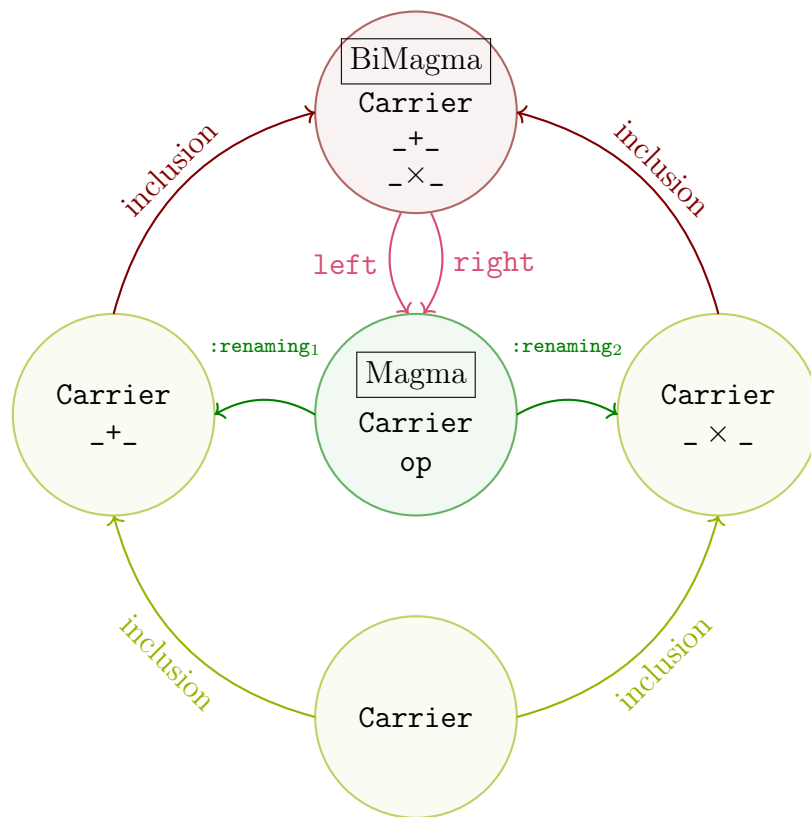 BiMagma
Carrier
_+_
_×_
inclusion
inclusion
left
right
:renaming₁
:renaming₂
Carrier
_+_
Magma
Carrier
op
Carrier
_ × _
inclusion
inclusion
Carrier